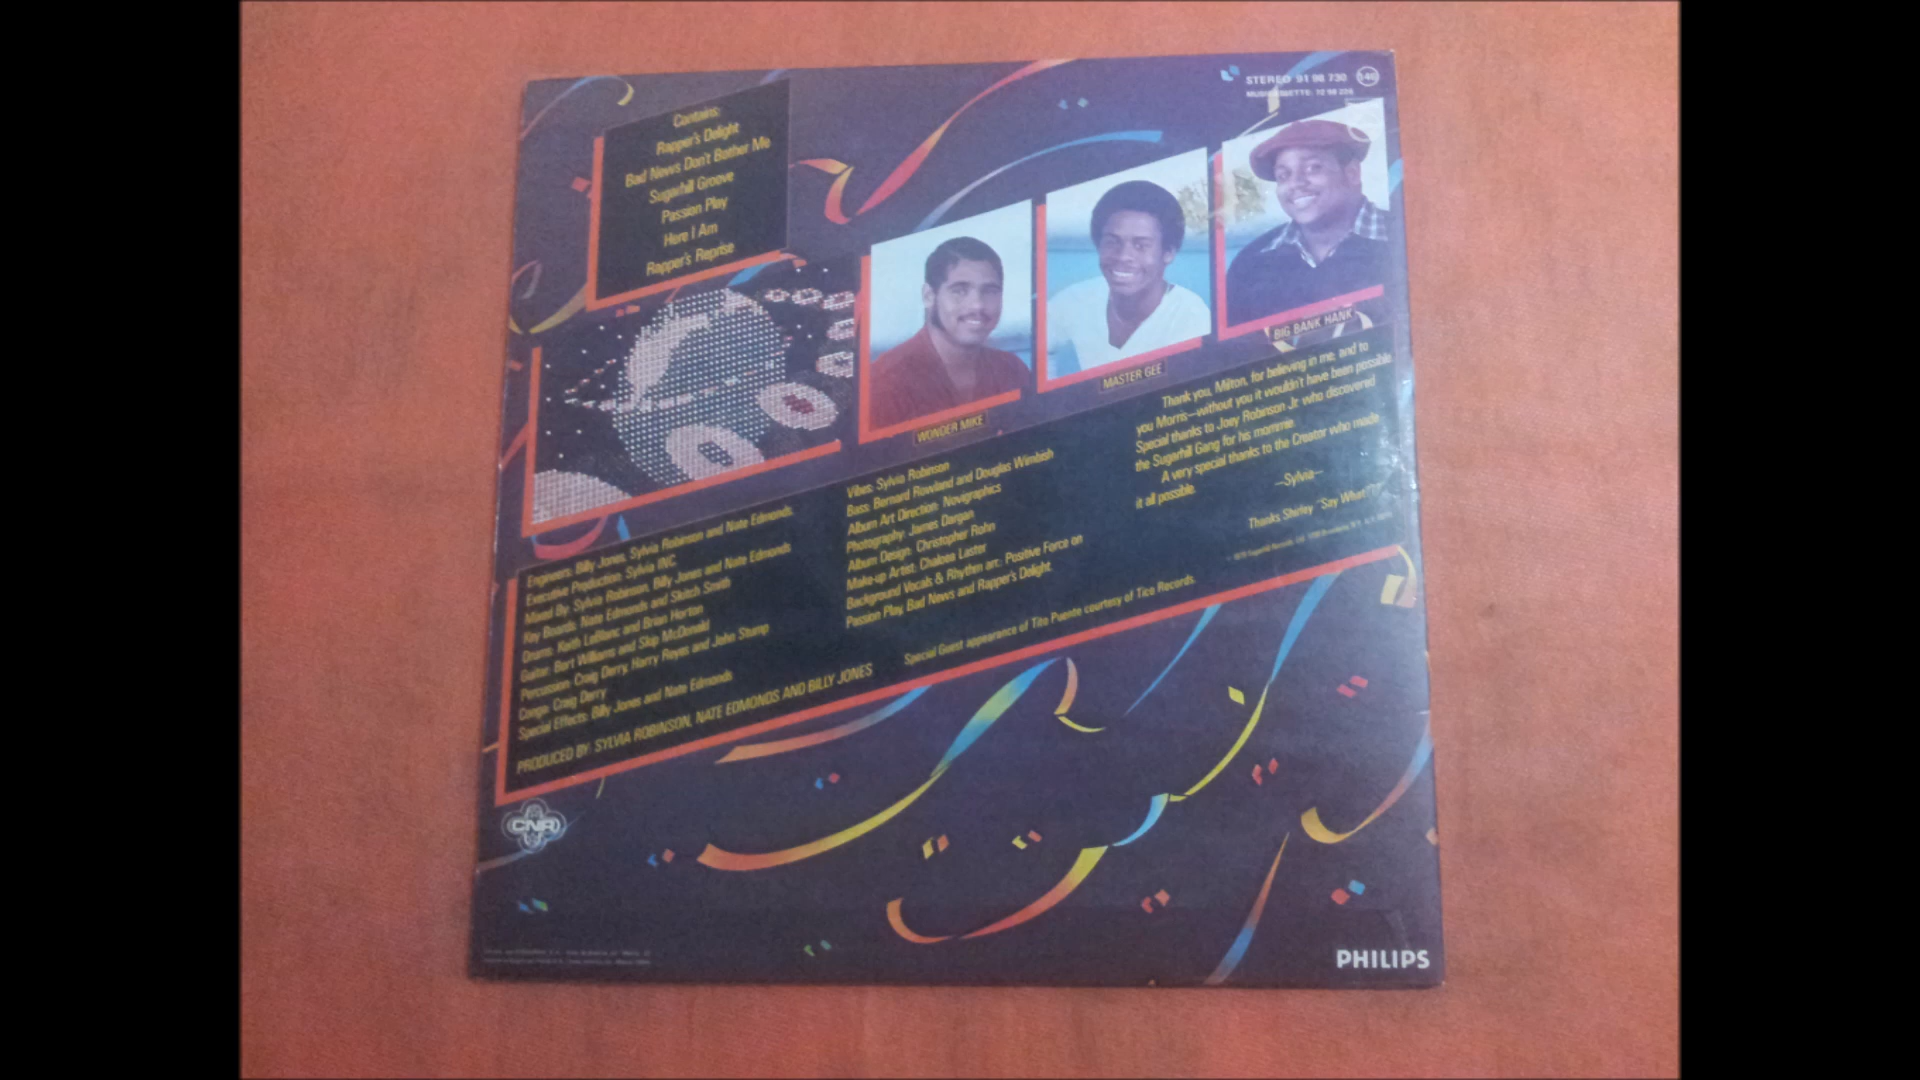 STEREO 91 98 730 140
Contains:
Rapper's Delight
Bad News Don't Bother Me
Sugarhill Groove
Passion Play
Here I Am
Rapper's Reprise
WONDER MIKE
MASTER GEE
BIG BANK HANK
Engineers: Billy Jones, Sylvia Robinson and Nate Edmonds.
Executive Production: Sylvia INC
Mixed By: Sylvia Robinson, Billy Jones and Nate Edmonds
Key Boards: Nate Edmonds and Skitch Smith
Drums: Keith LeBlanc and Brian Horton
Guitar: Bert Williams and Skip McDonald
Percussion: Craig Derry, Harry Reyes and John Stump
Conga: Craig Derry
Special Effects: Billy Jones and Nate Edmonds
PRODUCED BY: SYLVIA ROBINSON, NATE EDMONDS AND BILLY JONES
Vibes: Sylvia Robinson
Bass: Bernard Rowland and Douglas Wimbish
Album Art Direction: Novigraphics
Photography: James Dargan
Album Design: Christopher Rohn
Make-up Artist: Chaleea Laster
Background Vocals & Rhythm arr.: Positive Force on
Passion Play, Bad News and Rapper's Delight.
Special Guest appearance of Tito Puente courtesy of Tico Records.
Thank you, Milton, for believing in me; and to
you Morris—without you it wouldn't have been possible
Special thanks to Joey Robinson Jr. who discovered
the Sugarhill Gang for his mommie.
A very special thanks to the Creator who made
it all possible.
—Sylvia—
Thanks Shirley "Say What?"
CNR
PHILIPS